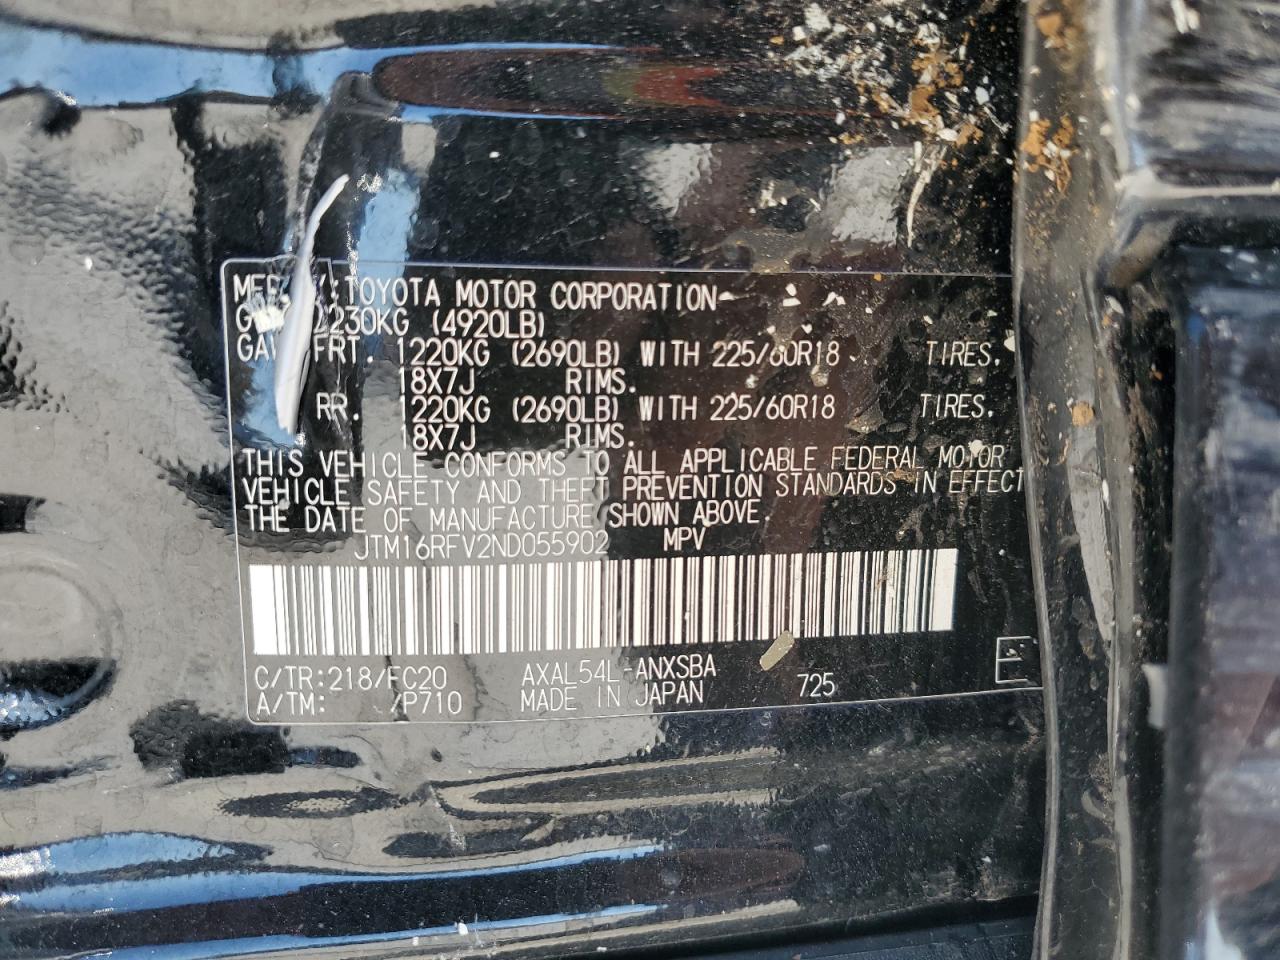 TOYOTA MOTOR CORPORATION
2230KG (4920LB)
FRT. 1220KG (2690LB) WITH 225/60R18 TIRES.
18X7J RIMS.
RR. 1220KG (2690LB) WITH 225/60R18 TIRES.
18X7J RIMS.
THIS VEHICLE CONFORMS TO ALL APPLICABLE FEDERAL MOTOR
VEHICLE SAFETY AND THEFT PREVENTION STANDARDS IN EFFECT
THE DATE OF MANUFACTURE SHOWN ABOVE.
JTM16RFV2ND055902 MPV
C/TR:218/FC20 AXAL54L-ANXSBA
A/TM: /P710 MADE IN JAPAN 725
E